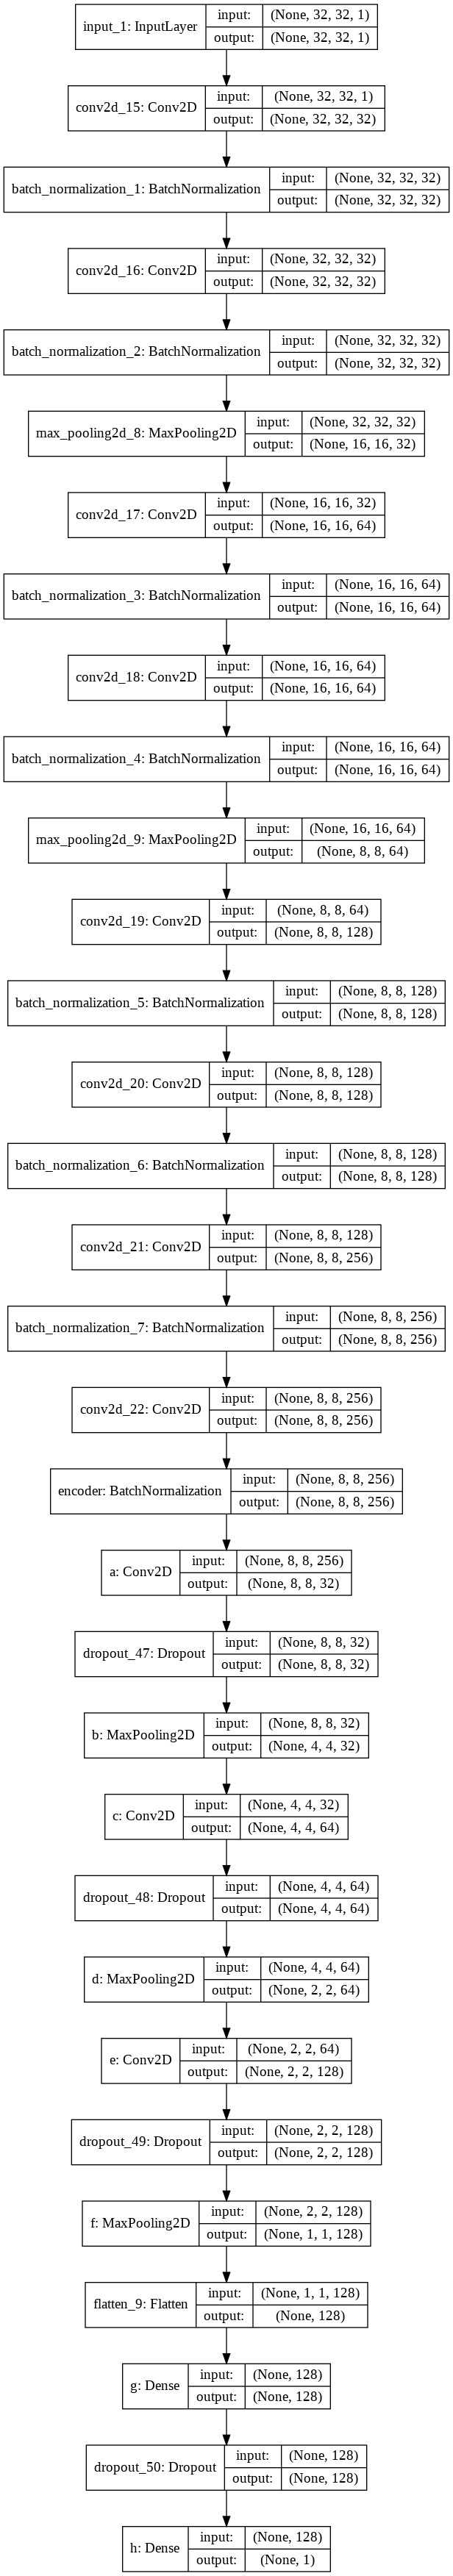 input_1: InputLayer
input: (None, 32, 32, 1)
output: (None, 32, 32, 1)
conv2d_15: Conv2D
input: (None, 32, 32, 1)
output: (None, 32, 32, 32)
batch_normalization_1: BatchNormalization
input: (None, 32, 32, 32)
output: (None, 32, 32, 32)
conv2d_16: Conv2D
input: (None, 32, 32, 32)
output: (None, 32, 32, 32)
batch_normalization_2: BatchNormalization
input: (None, 32, 32, 32)
output: (None, 32, 32, 32)
max_pooling2d_8: MaxPooling2D
input: (None, 32, 32, 32)
output: (None, 16, 16, 32)
conv2d_17: Conv2D
input: (None, 16, 16, 32)
output: (None, 16, 16, 64)
batch_normalization_3: BatchNormalization
input: (None, 16, 16, 64)
output: (None, 16, 16, 64)
conv2d_18: Conv2D
input: (None, 16, 16, 64)
output: (None, 16, 16, 64)
batch_normalization_4: BatchNormalization
input: (None, 16, 16, 64)
output: (None, 16, 16, 64)
max_pooling2d_9: MaxPooling2D
input: (None, 16, 16, 64)
output: (None, 8, 8, 64)
conv2d_19: Conv2D
input: (None, 8, 8, 64)
output: (None, 8, 8, 128)
batch_normalization_5: BatchNormalization
input: (None, 8, 8, 128)
output: (None, 8, 8, 128)
conv2d_20: Conv2D
input: (None, 8, 8, 128)
output: (None, 8, 8, 128)
batch_normalization_6: BatchNormalization
input: (None, 8, 8, 128)
output: (None, 8, 8, 128)
conv2d_21: Conv2D
input: (None, 8, 8, 128)
output: (None, 8, 8, 256)
batch_normalization_7: BatchNormalization
input: (None, 8, 8, 256)
output: (None, 8, 8, 256)
conv2d_22: Conv2D
input: (None, 8, 8, 256)
output: (None, 8, 8, 256)
encoder: BatchNormalization
input: (None, 8, 8, 256)
output: (None, 8, 8, 256)
a: Conv2D
input: (None, 8, 8, 256)
output: (None, 8, 8, 32)
dropout_47: Dropout
input: (None, 8, 8, 32)
output: (None, 8, 8, 32)
b: MaxPooling2D
input: (None, 8, 8, 32)
output: (None, 4, 4, 32)
c: Conv2D
input: (None, 4, 4, 32)
output: (None, 4, 4, 64)
dropout_48: Dropout
input: (None, 4, 4, 64)
output: (None, 4, 4, 64)
d: MaxPooling2D
input: (None, 4, 4, 64)
output: (None, 2, 2, 64)
e: Conv2D
input: (None, 2, 2, 64)
output: (None, 2, 2, 128)
dropout_49: Dropout
input: (None, 2, 2, 128)
output: (None, 2, 2, 128)
f: MaxPooling2D
input: (None, 2, 2, 128)
output: (None, 1, 1, 128)
flatten_9: Flatten
input: (None, 1, 1, 128)
output: (None, 128)
g: Dense
input: (None, 128)
output: (None, 128)
dropout_50: Dropout
input: (None, 128)
output: (None, 128)
h: Dense
input: (None, 128)
output: (None, 1)